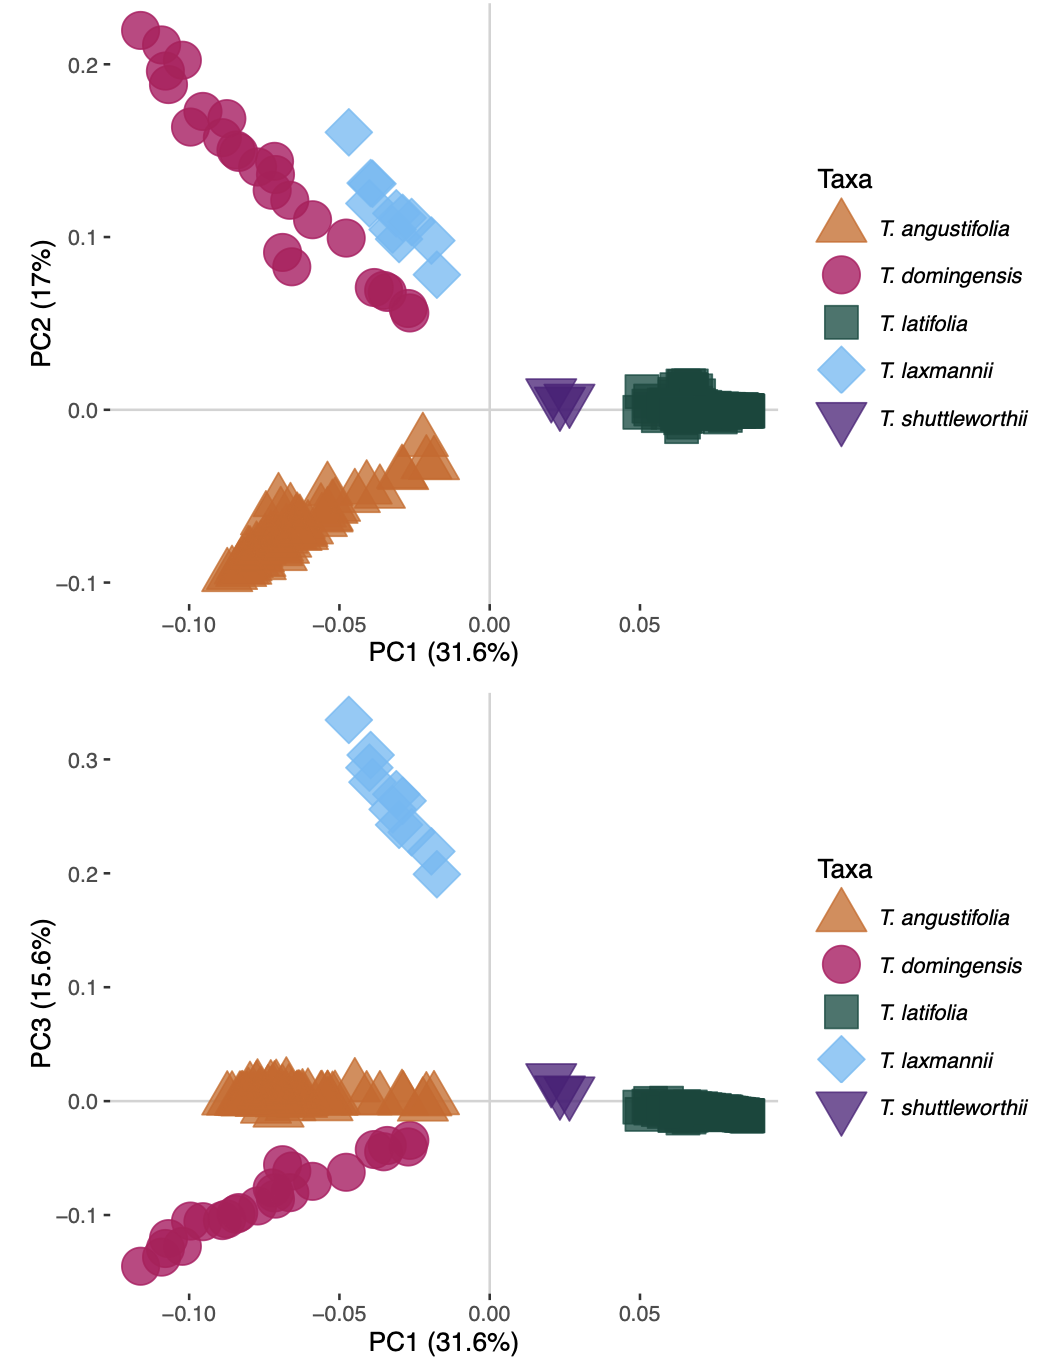 0.2
0.1
0.0
−0.1
PC2 (17%)
−0.10 −0.05 0.00 0.05
PC1 (31.6%)
Taxa
T. angustifolia
T. domingensis
T. latifolia
T. laxmannii
T. shuttleworthii
0.3
0.2
0.1
0.0
−0.1
PC3 (15.6%)
−0.10 −0.05 0.00 0.05
PC1 (31.6%)
Taxa
T. angustifolia
T. domingensis
T. latifolia
T. laxmannii
T. shuttleworthii